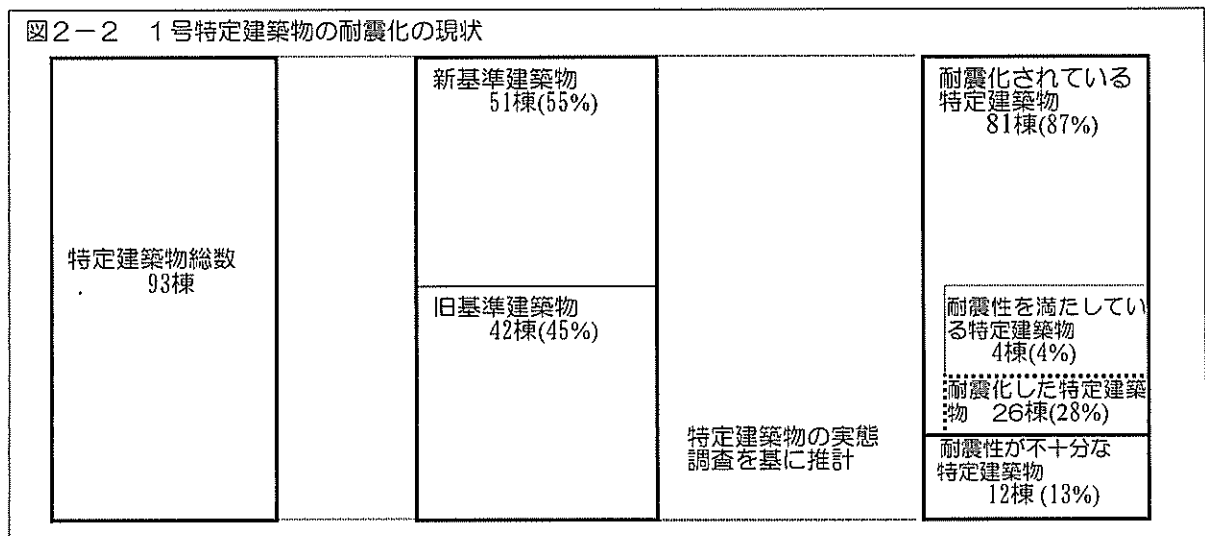 図2-2 1号特定建築物の耐震化の現状
特定建築物総数
93棟
新基準建築物
51棟(55%)
旧基準建築物
42棟(45%)
特定建築物の実態
調査を基に推計
耐震化されている
特定建築物
81棟(87%)
耐震性を満たしてい
る特定建築物
4棟(4%)
耐震化した特定建築
物 26棟(28%)
耐震性が不十分な
特定建築物
12棟(13%)